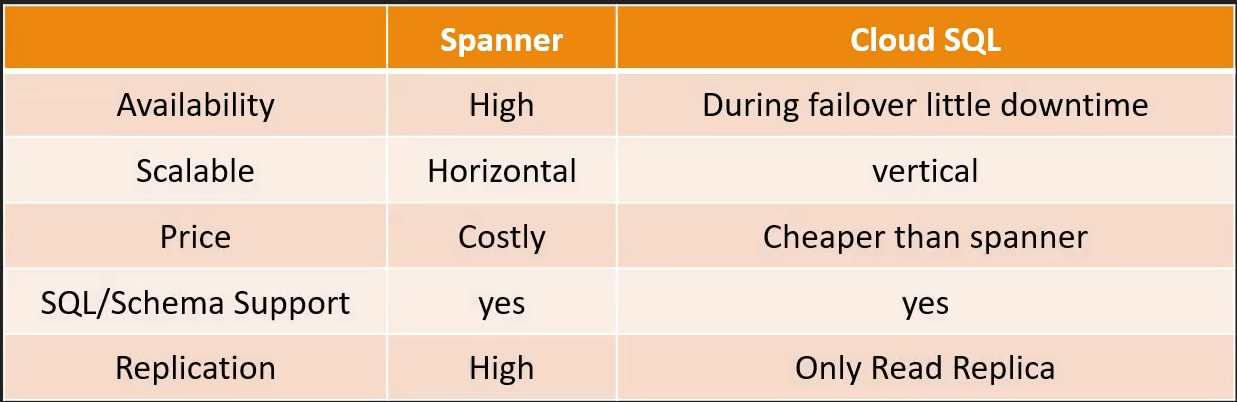 Spanner Cloud SQL
Availability High During failover little downtime
Scalable Horizontal vertical
Price Costly Cheaper than spanner
SQL/Schema Support yes yes
Replication High Only Read Replica